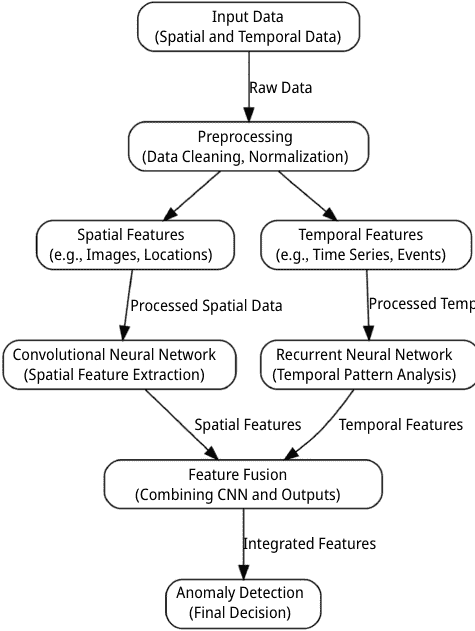 Input Data
(Spatial and Temporal Data)
Raw Data
Preprocessing
(Data Cleaning, Normalization)
Spatial Features
(e.g., Images, Locations)
Temporal Features
(e.g., Time Series, Events)
Processed Spatial Data
Processed Temp
Convolutional Neural Network
(Spatial Feature Extraction)
Recurrent Neural Network
(Temporal Pattern Analysis)
Spatial Features
Temporal Features
Feature Fusion
(Combining CNN and Outputs)
Integrated Features
Anomaly Detection
(Final Decision)